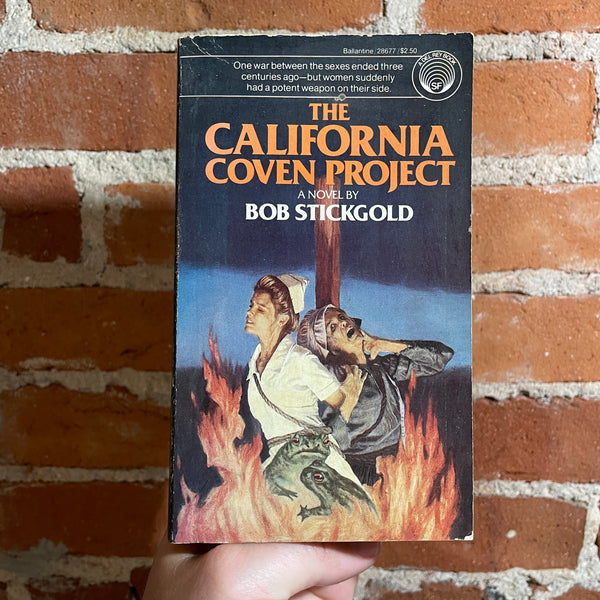 Ballantine/28677/$2.50
A DEL REY BOOK
SF
One war between the sexes ended three
centuries ago—but women suddenly
had a potent weapon on their side.
THE
CALIFORNIA
COVEN PROJECT
A NOVEL BY
BOB STICKGOLD